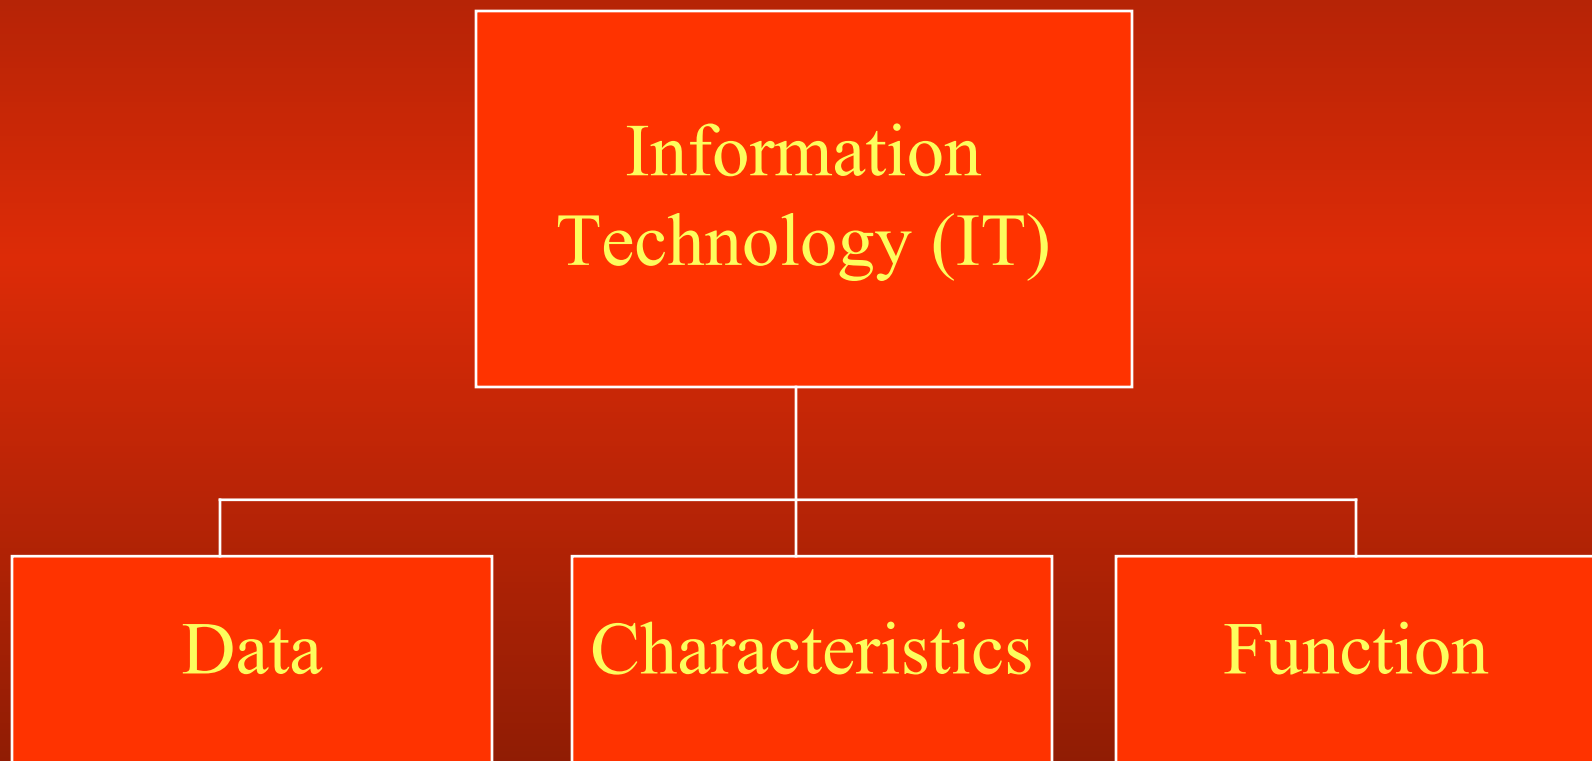 Information
Technology (IT)
Data
Characteristics
Function